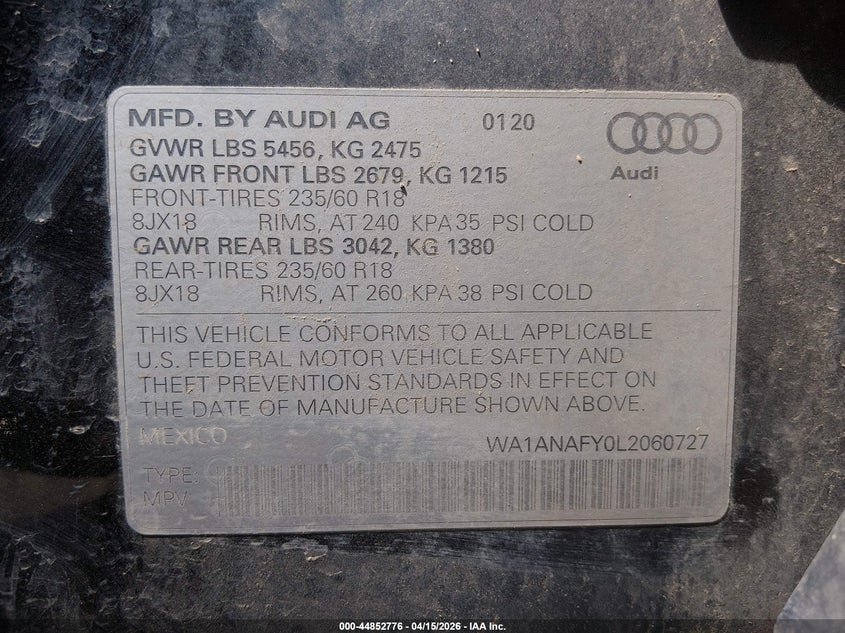 MFD. BY AUDI AG 0120
GVWR LBS 5456, KG 2475
GAWR FRONT LBS 2679, KG 1215
Audi
FRONT-TIRES 235/60 R18
8JX18 RIMS, AT 240 KPA 35 PSI COLD
GAWR REAR LBS 3042, KG 1380
REAR-TIRES 235/60 R18
8JX18 RIMS, AT 260 KPA 38 PSI COLD
THIS VEHICLE CONFORMS TO ALL APPLICABLE
U.S. FEDERAL MOTOR VEHICLE SAFETY AND
THEFT PREVENTION STANDARDS IN EFFECT ON
THE DATE OF MANUFACTURE SHOWN ABOVE.
MEXICO WA1ANAFY0L2060727
TYPE:
MPV
000-44852776 - 04/15/2026 - IAA Inc.